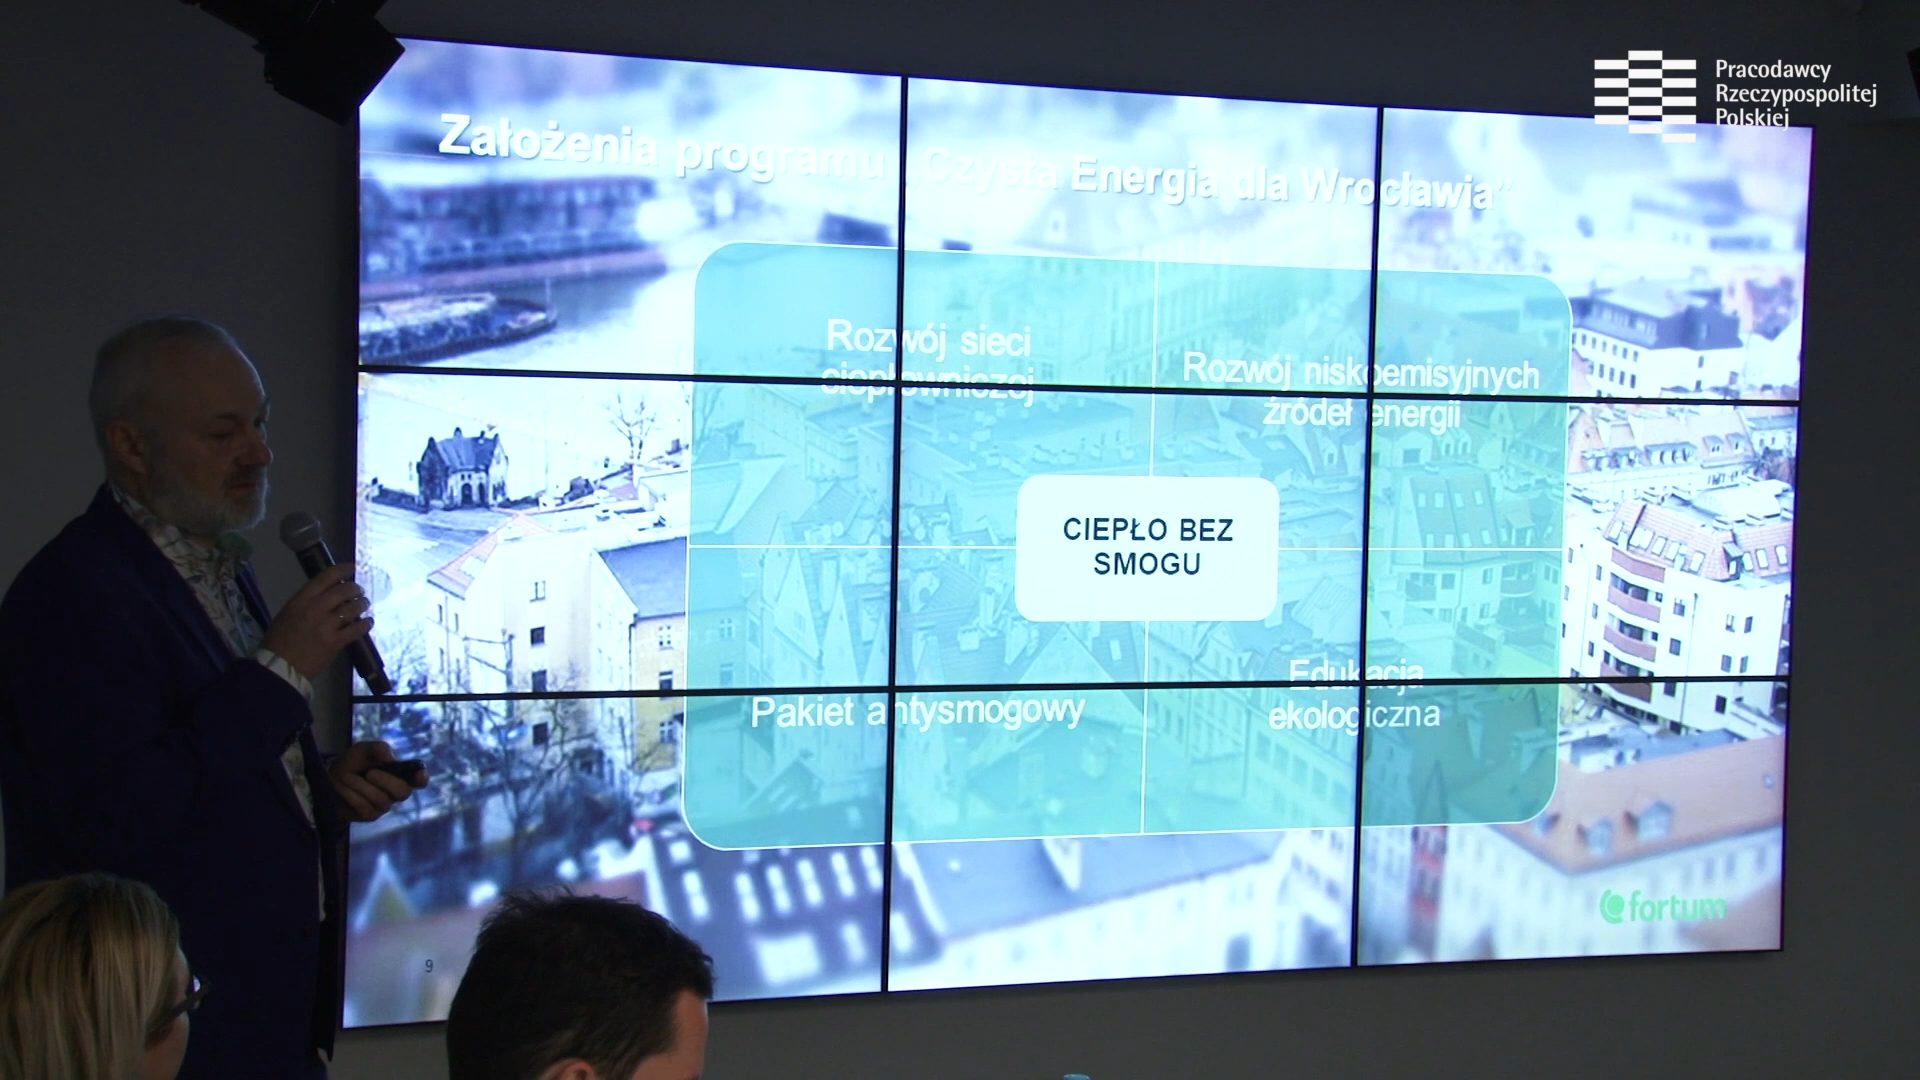 Pracodawcy
Rzeczypospolitej
Polskiej
Założenia programu „Czysta Energia dla Wrocławia”
Rozwój sieci
ciepłowniczej
Rozwój niskoemisyjnych
źródeł energii
CIEPŁO BEZ
SMOGU
Pakiet antysmogowy
Edukacja
ekologiczna
fortum
9